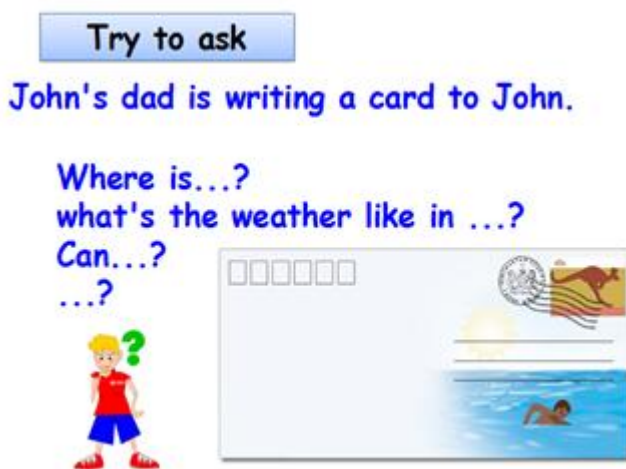 Try to ask
John's dad is writing a card to John.
Where is...?
what's the weather like in ...?
Can...?
...?